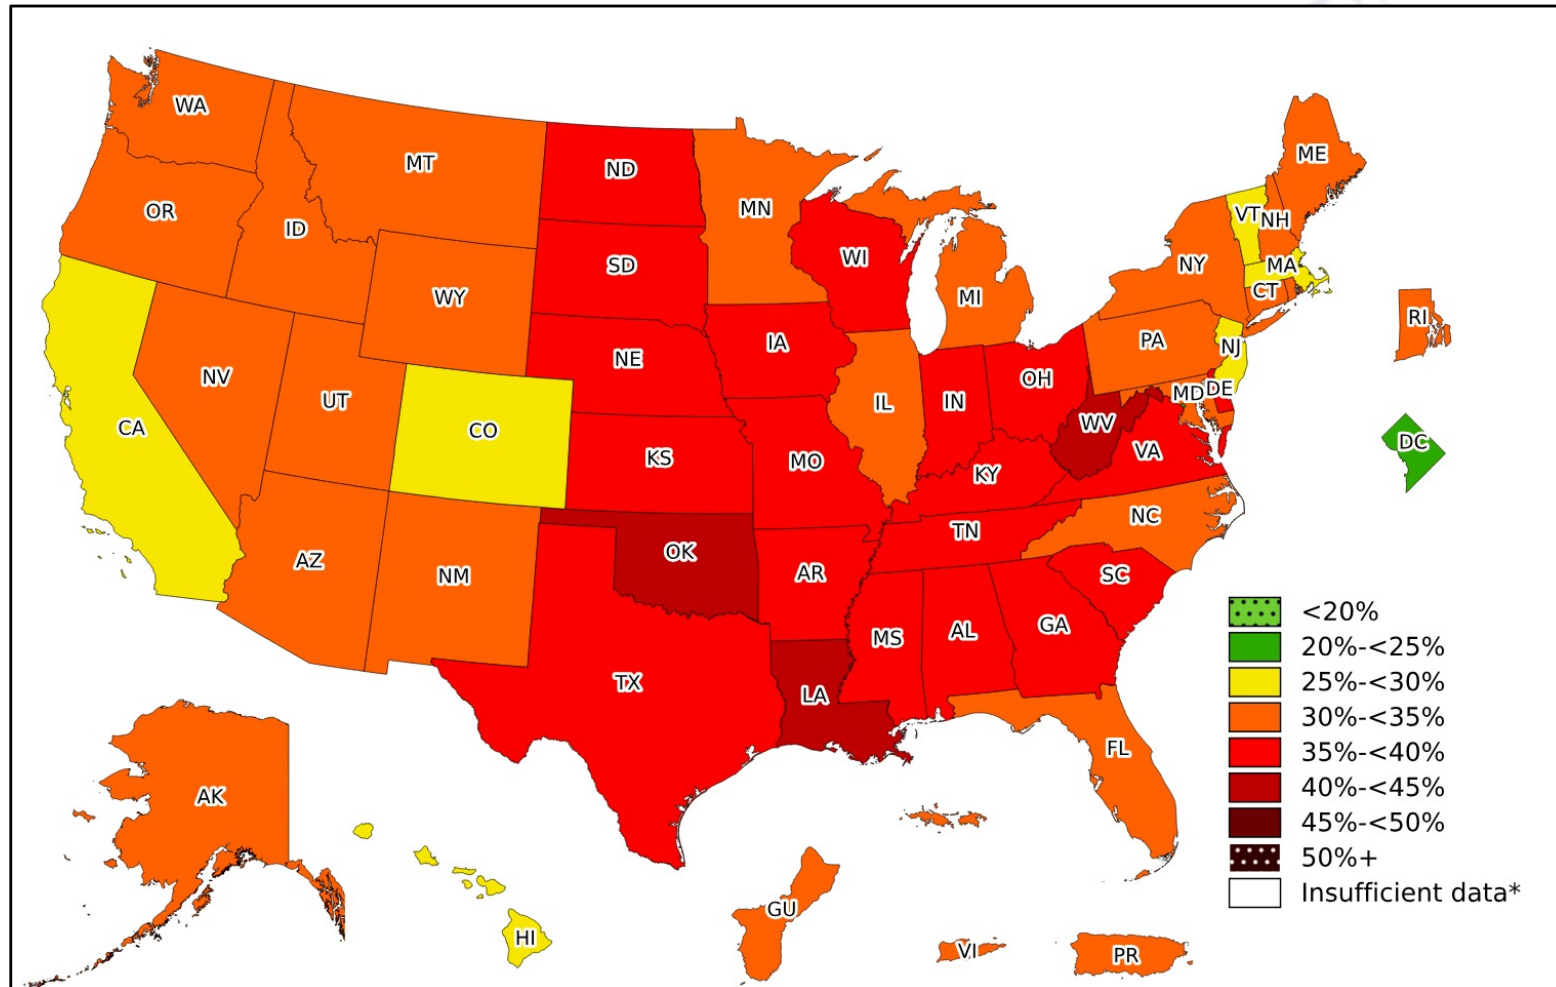 WA
MT
ND
MN
ME
OR
ID
SD
WI
VT
NH
NY
MA
WY
MI
CT
RI
NE
IA
PA
NJ
NV
UT
OH
MD
DE
CA
CO
IL
IN
WV
DC
KS
MO
KY
VA
NC
TN
AZ
NM
OK
AR
SC
MS
AL
GA
TX
LA
FL
AK
HI
GU
VI
PR
<20%
20%-<25%
25%-<30%
30%-<35%
35%-<40%
40%-<45%
45%-<50%
50%+
Insufficient data*